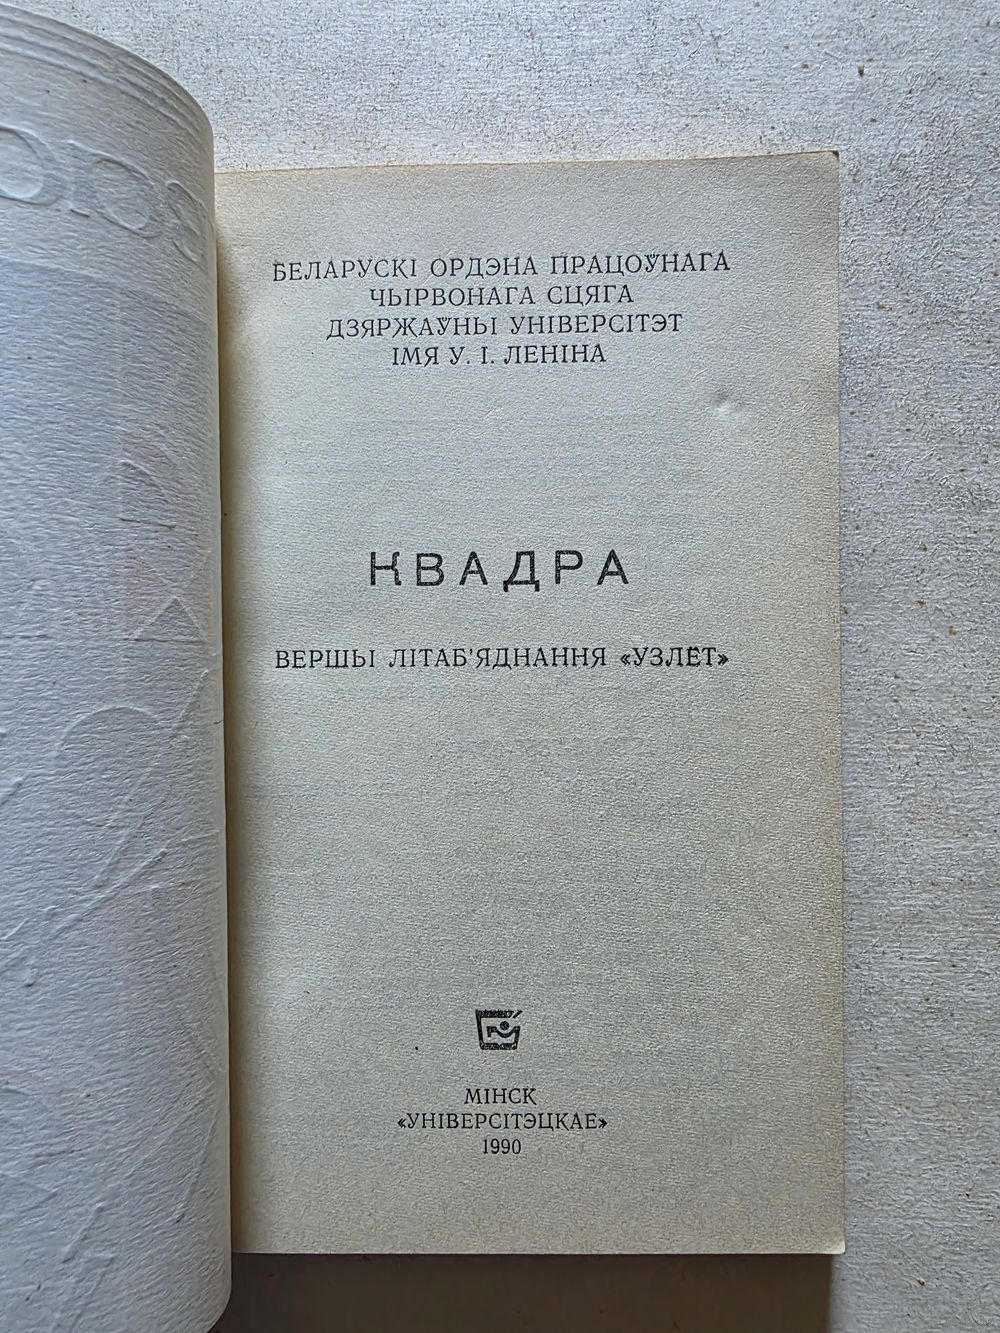 БЕЛАРУСКІ ОРДЭНА ПРАЦОЎНАГА
ЧЫРВОНАГА СЦЯГА
ДЗЯРЖАЎНЫ УНІВЕРСІТЭТ
ІМЯ У. І. ЛЕНІНА
КВАДРА
ВЕРШЫ ЛІТАБ'ЯДНАННЯ «УЗЛЁТ»
МІНСК
«УНІВЕРСІТЭЦКАЕ»
1990